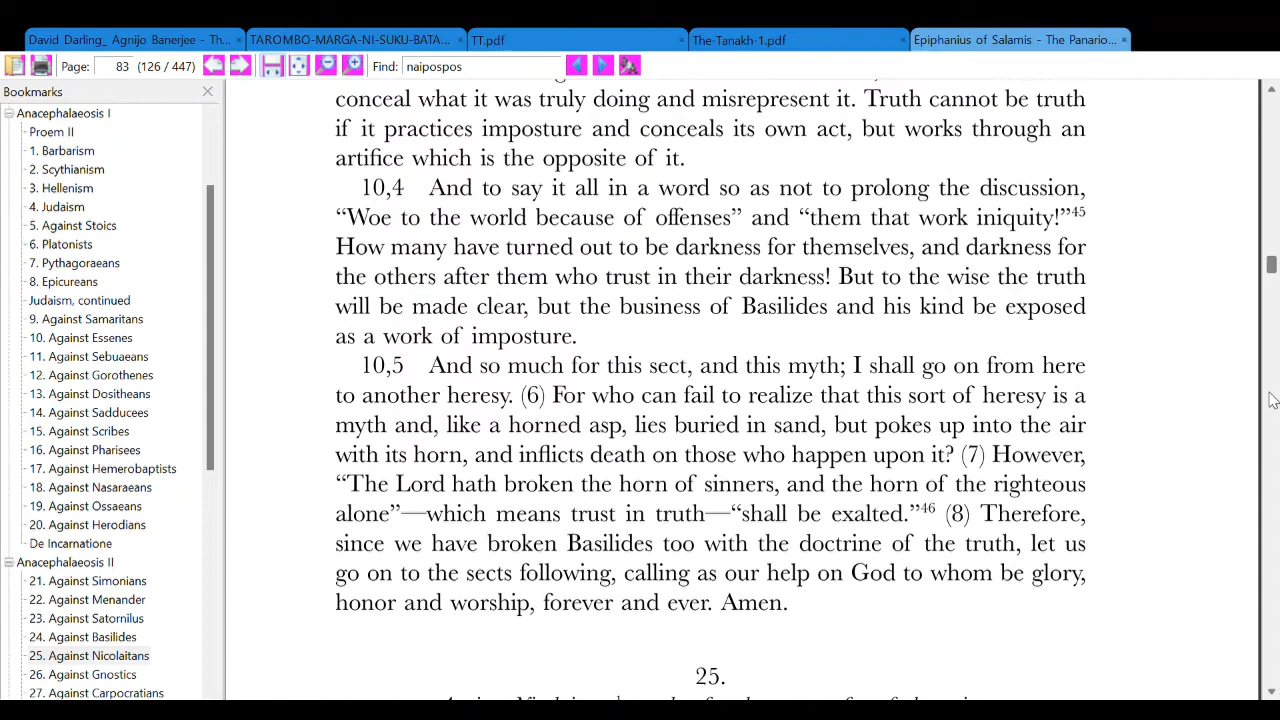 David Darling_ Agnijo Banerjee - Th...
TAROMBO-MARGA-NI-SUKU-BATA...
TT.pdf
The-Tanakh-1.pdf
Epiphanius of Salamis - The Panario...
Page: 83 (126 / 447)
Find: naipospos
Bookmarks
Anacephalaeosis I
Proem II
1. Barbarism
2. Scythianism
3. Hellenism
4. Judaism
5. Against Stoics
6. Platonists
7. Pythagoraeans
8. Epicureans
Judaism, continued
9. Against Samaritans
10. Against Essenes
11. Against Sebuaeans
12. Against Gorothenes
13. Against Dositheans
14. Against Sadducees
15. Against Scribes
16. Against Pharisees
17. Against Hemerobaptists
18. Against Nasaraeans
19. Against Ossaeans
20. Against Herodians
De Incarnatione
Anacephalaeosis II
21. Against Simonians
22. Against Menander
23. Against Satornilus
24. Against Basilides
25. Against Nicolaitans
26. Against Gnostics
27. Against Carpocratians
conceal what it was truly doing and misrepresent it. Truth cannot be truth
if it practices imposture and conceals its own act, but works through an
artifice which is the opposite of it.
10,4 And to say it all in a word so as not to prolong the discussion,
“Woe to the world because of offenses” and “them that work iniquity!”45
How many have turned out to be darkness for themselves, and darkness for
the others after them who trust in their darkness! But to the wise the truth
will be made clear, but the business of Basilides and his kind be exposed
as a work of imposture.
10,5 And so much for this sect, and this myth; I shall go on from here
to another heresy. (6) For who can fail to realize that this sort of heresy is a
myth and, like a horned asp, lies buried in sand, but pokes up into the air
with its horn, and inflicts death on those who happen upon it? (7) However,
“The Lord hath broken the horn of sinners, and the horn of the righteous
alone”—which means trust in truth—“shall be exalted.”46 (8) Therefore,
since we have broken Basilides too with the doctrine of the truth, let us
go on to the sects following, calling as our help on God to whom be glory,
honor and worship, forever and ever. Amen.
25.